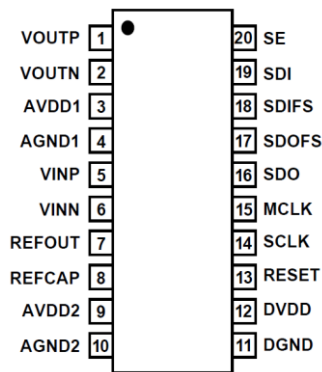 VOUTP 1 20 SE
VOUTN 2 19 SDI
AVDD1 3 18 SDIFS
AGND1 4 17 SDOFS
VINP 5 16 SDO
VINN 6 15 MCLK
REFOUT 7 14 SCLK
REFCAP 8 13 RESET
AVDD2 9 12 DVDD
AGND2 10 11 DGND